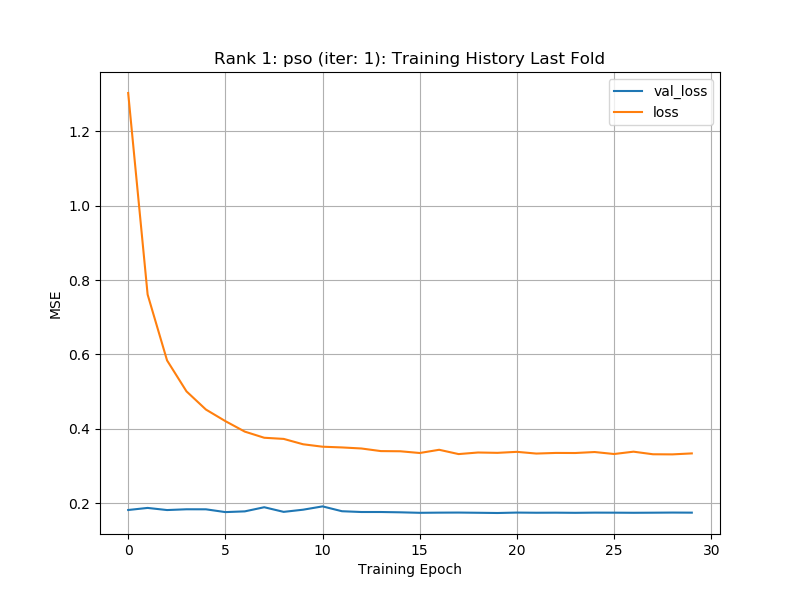 Rank 1: pso (iter: 1): Training History Last Fold
val_loss
loss
MSE
1.2
1.0
0.8
0.6
0.4
0.2
0 5 10 15 20 25 30
Training Epoch